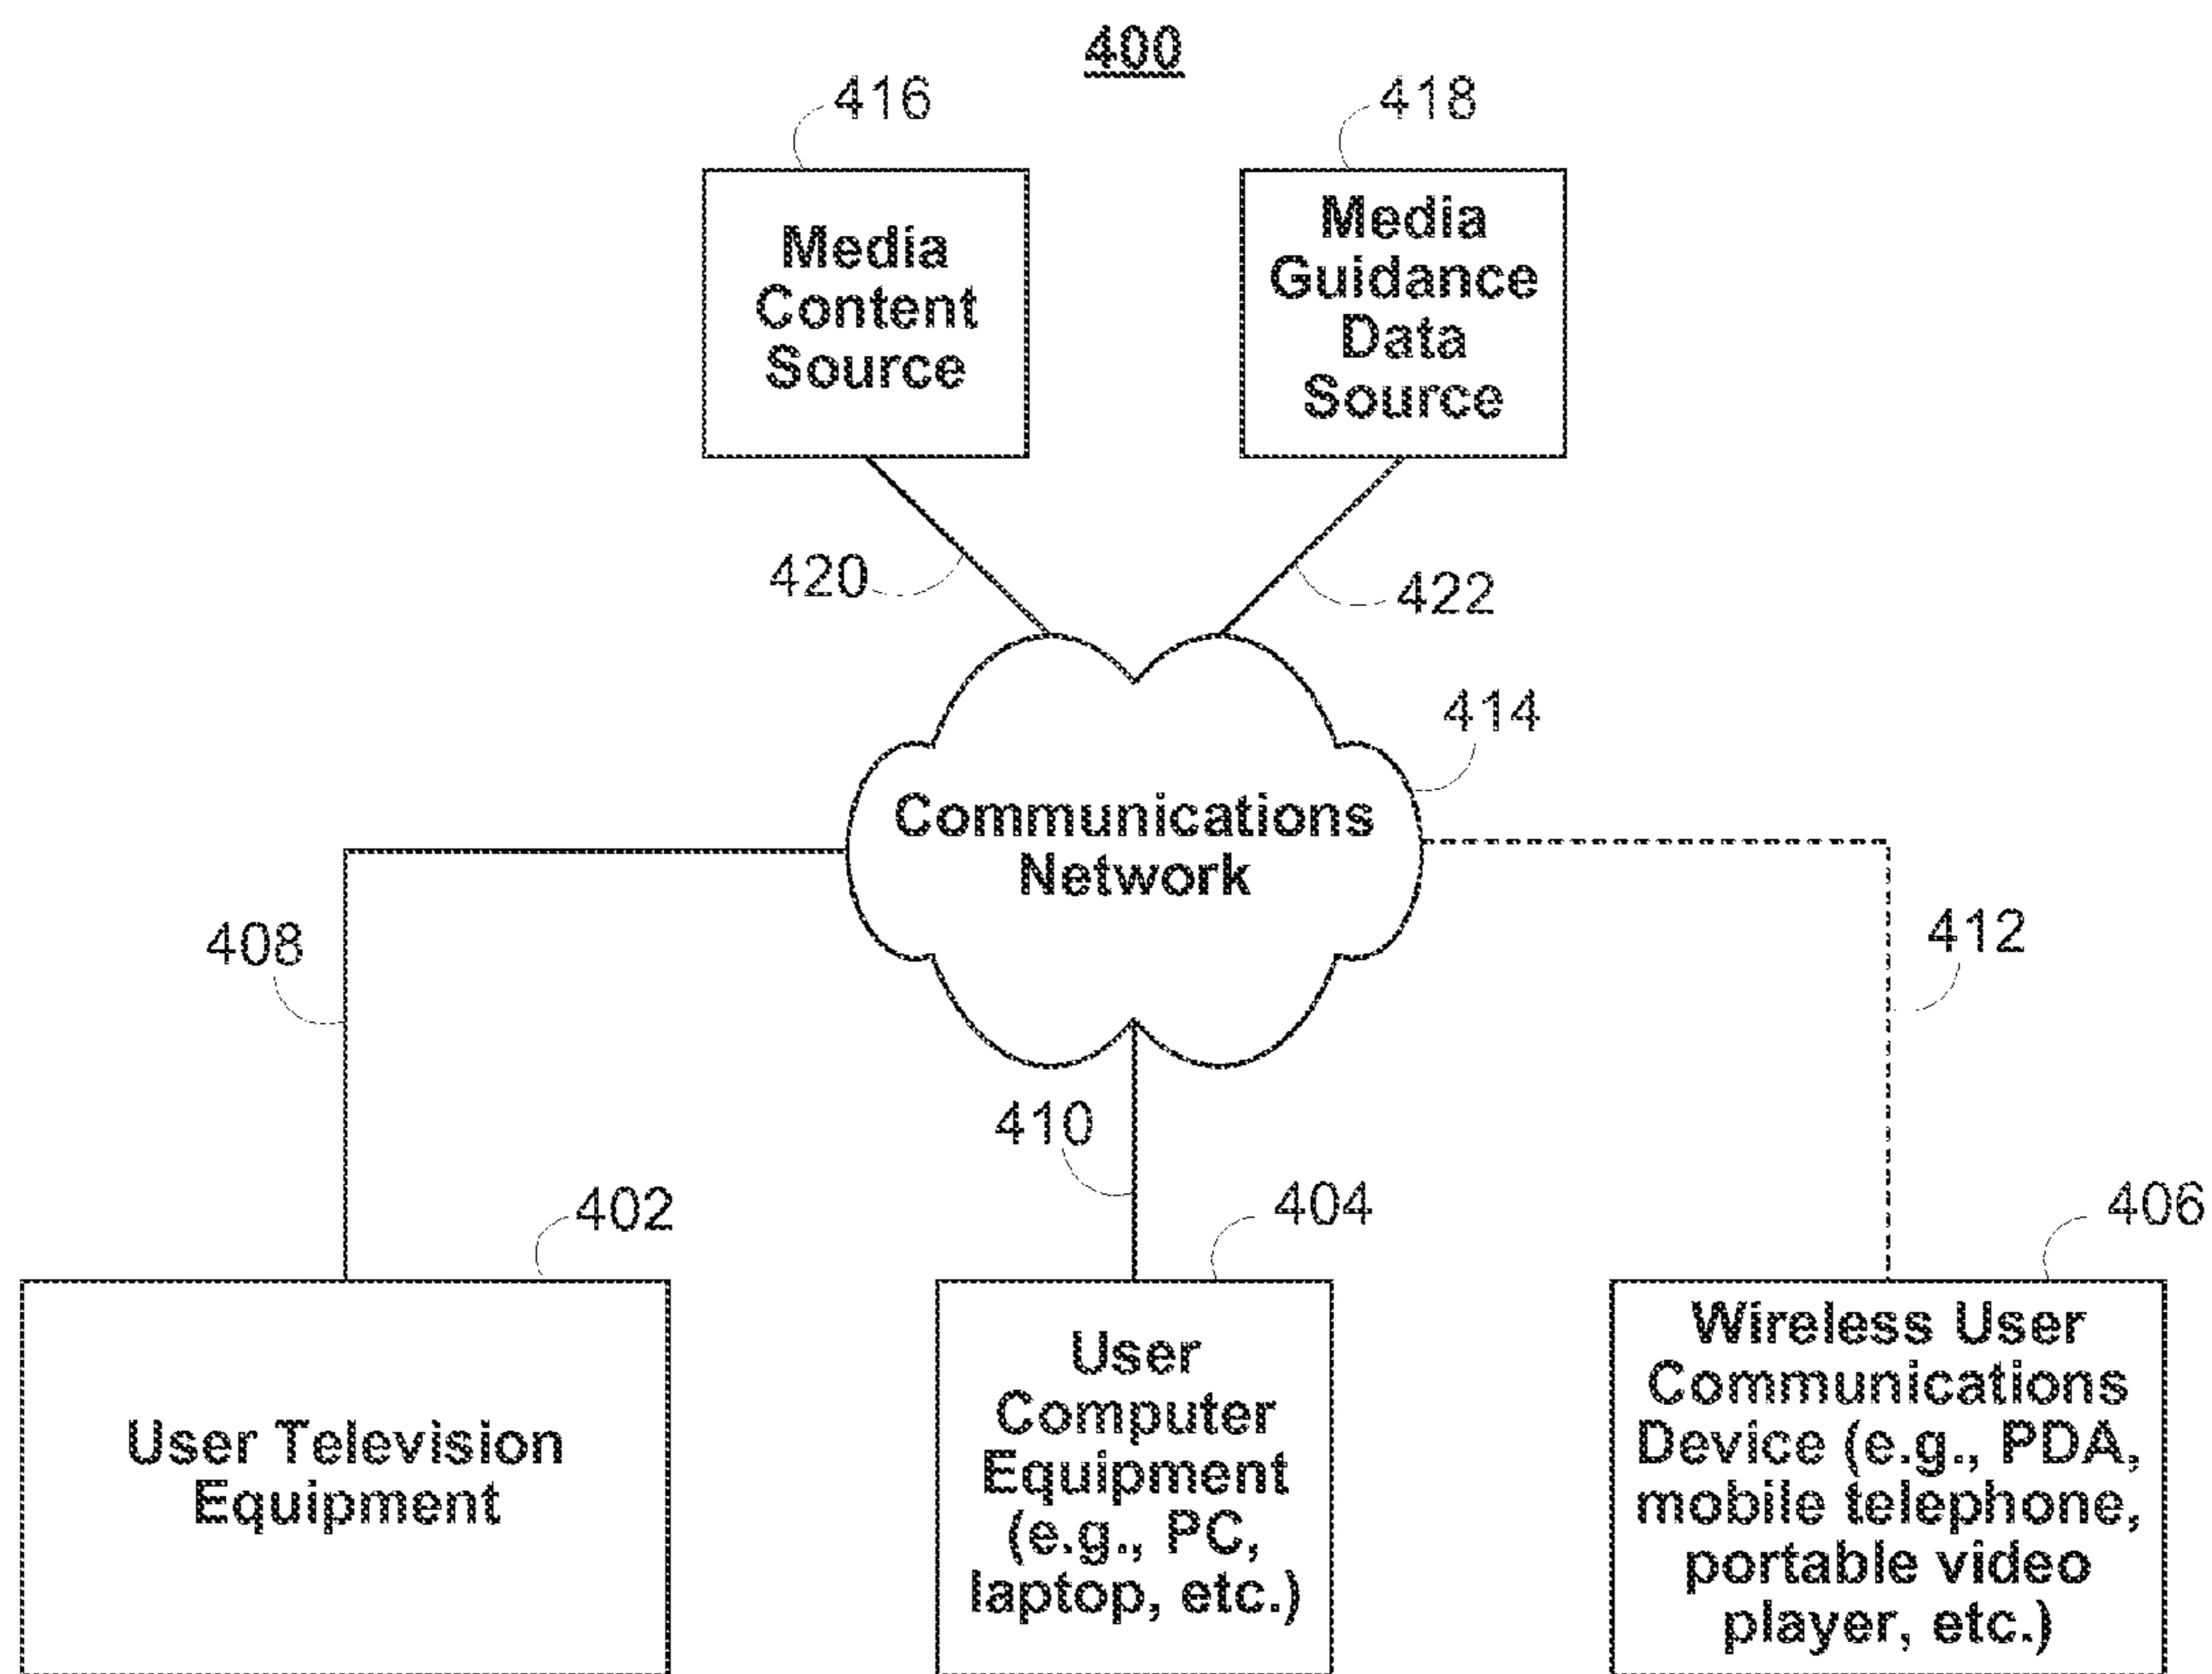 400
416
418
Media
Content
Source
Media
Guidance
Data
Source
420
422
414
Communications
Network
408
412
410
402
404
406
User Television
Equipment
User
Computer
Equipment
(e.g., PC,
laptop, etc.)
Wireless User
Communications
Device (e.g., PDA,
mobile telephone,
portable video
player, etc.)